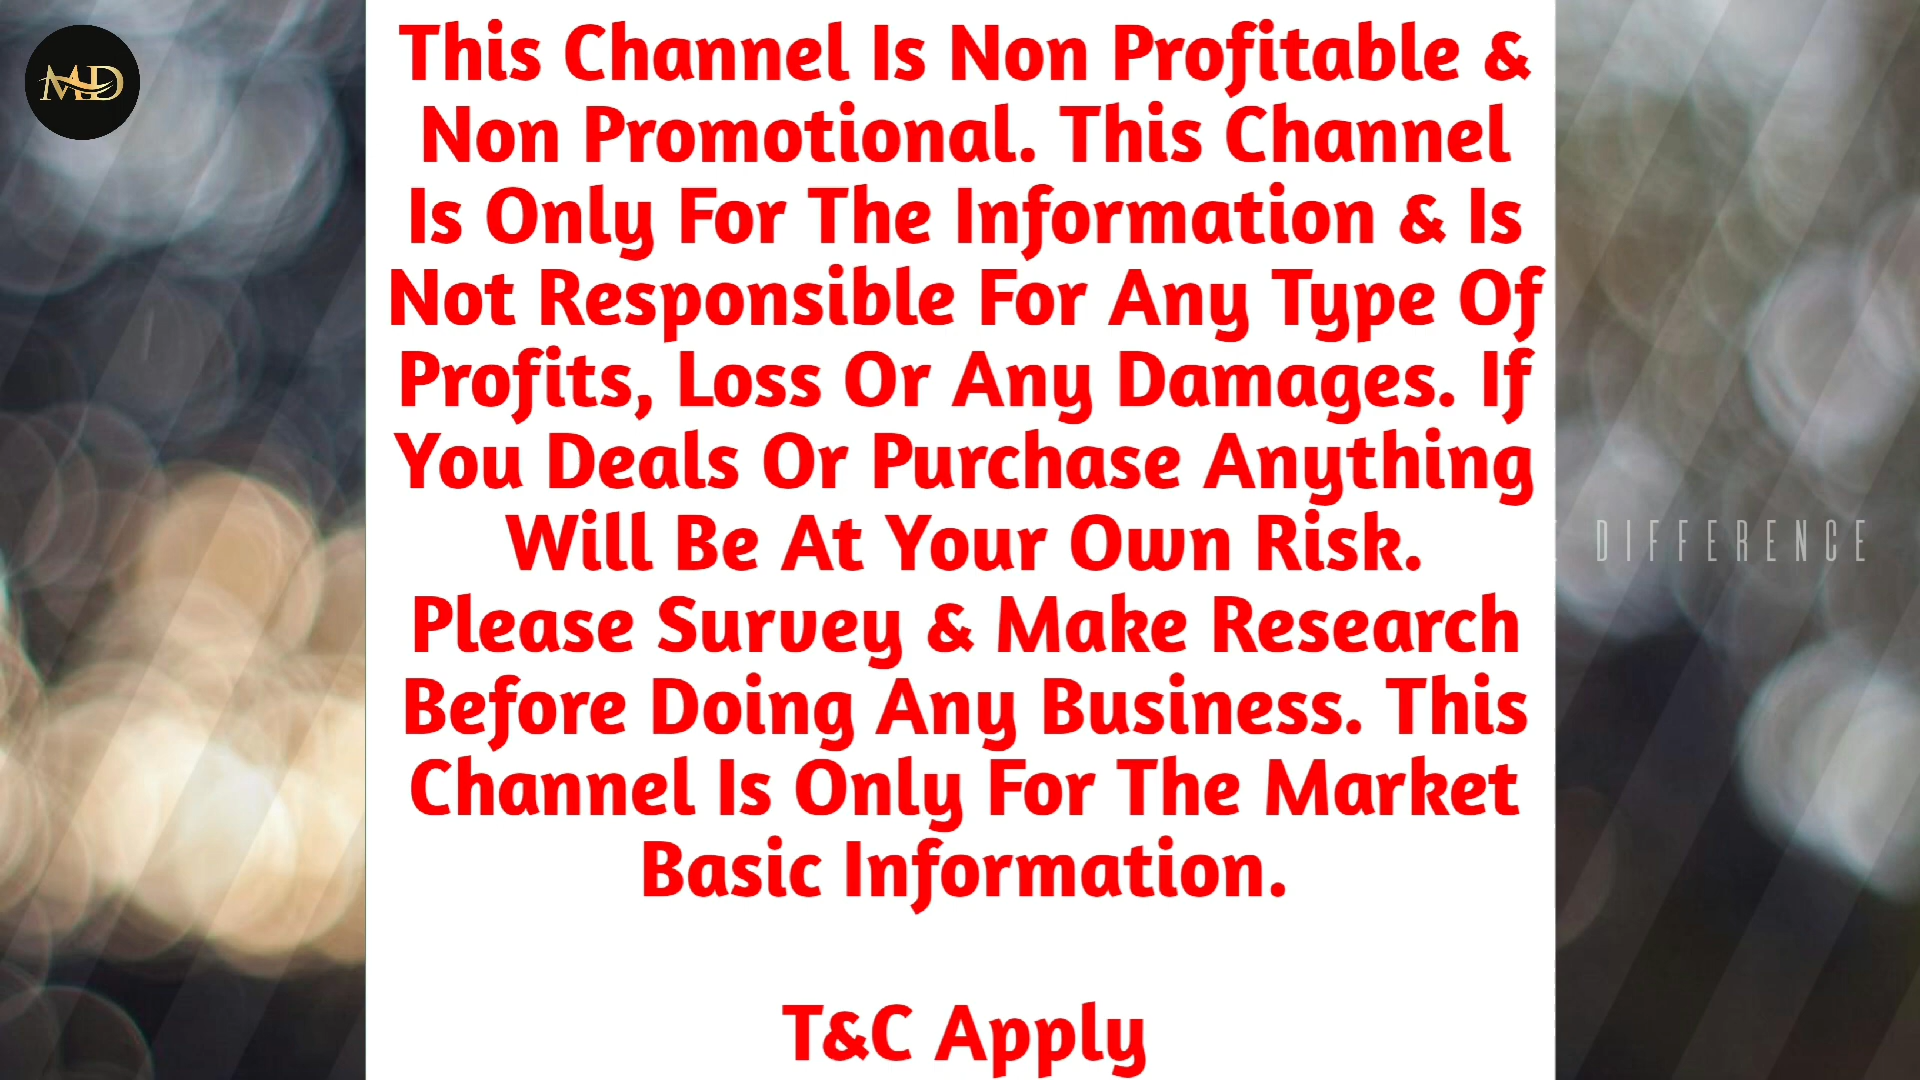 MD
This Channel Is Non Profitable &
Non Promotional. This Channel
Is Only For The Information & Is
Not Responsible For Any Type Of
Profits, Loss Or Any Damages. If
You Deals Or Purchase Anything
Will Be At Your Own Risk.
DIFFERENCE
Please Survey & Make Research
Before Doing Any Business. This
Channel Is Only For The Market
Basic Information.
T&C Apply